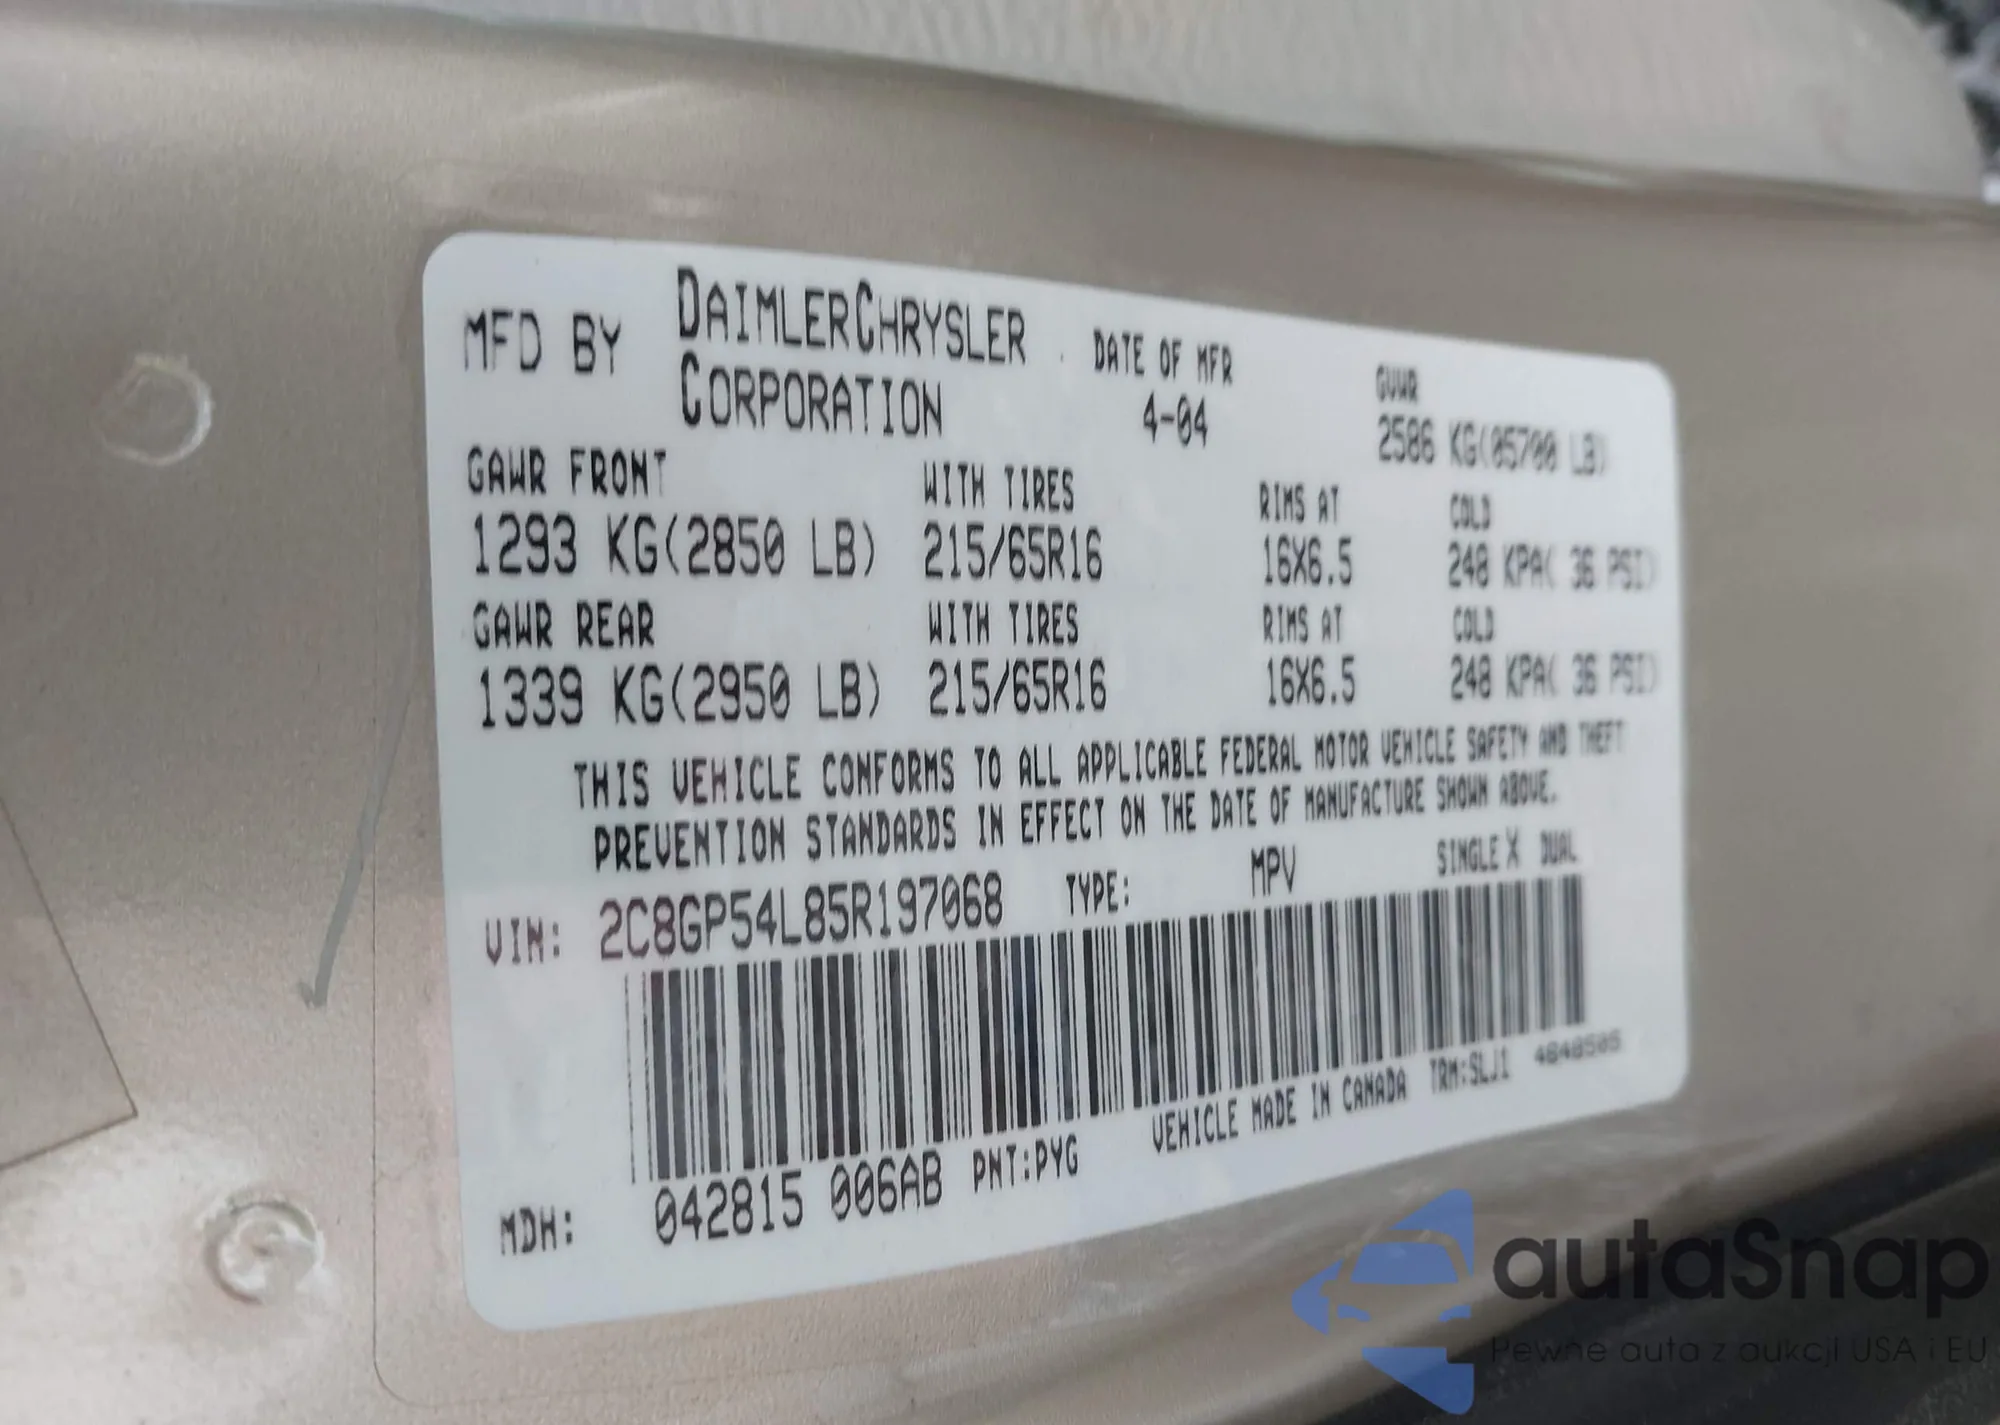 MFD BY DAIMLERCHRYSLER CORPORATION DATE OF MFR 4-04 GVWR 2586 KG(05700 LB)
GAWR FRONT WITH TIRES RIMS AT COLD
1293 KG(2850 LB) 215/65R16 16X6.5 248 KPA( 36 PSI)
GAWR REAR WITH TIRES RIMS AT COLD
1339 KG(2950 LB) 215/65R16 16X6.5 248 KPA( 36 PSI)
THIS VEHICLE CONFORMS TO ALL APPLICABLE FEDERAL MOTOR VEHICLE SAFETY AND THEFT
PREVENTION STANDARDS IN EFFECT ON THE DATE OF MANUFACTURE SHOWN ABOVE.
VIN: 2C8GP54L85R197068 TYPE: MPV SINGLE X DUAL
MDH: 042815 006AB PNT:PYG VEHICLE MADE IN CANADA TRM:SLJ1 4648505
autaSnap
Pewne auta z aukcji USA i EU